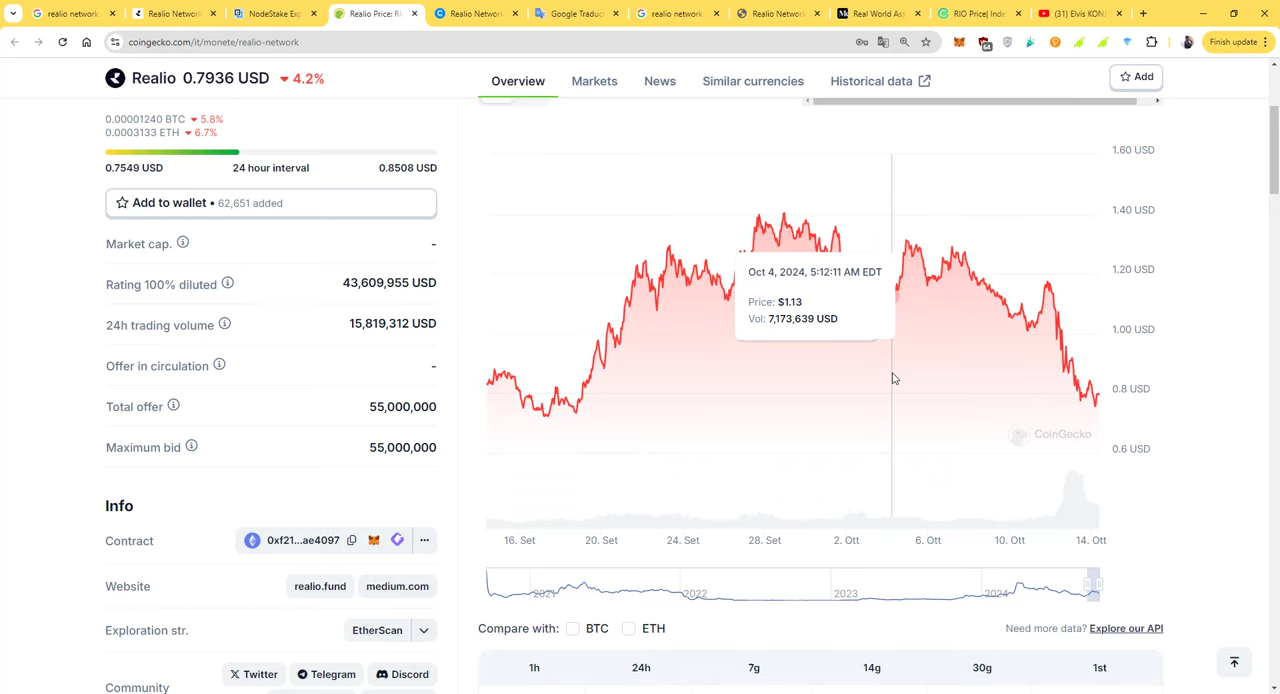 realio network
Realio Network
NodeStake Exp
Realio Price: RI
Realio Network
Google Traduct
realio network
Realio Network
Real World Ass
RIO Price| Inde
(31) Elvis KONJ
coingecko.com/it/monete/realio-network
64
Finish update
Realio 0.7936 USD 4.2%
Overview
Markets
News
Similar currencies
Historical data
Add
0.00001240 BTC 5.8%
0.0003133 ETH 6.7%
0.7549 USD 24 hour interval 0.8508 USD
Add to wallet • 62,651 added
Market cap. -
Rating 100% diluted 43,609,955 USD
24h trading volume 15,819,312 USD
Offer in circulation -
Total offer 55,000,000
Maximum bid 55,000,000
Info
Contract 0xf21...ae4097
Website realio.fund medium.com
Exploration str. EtherScan
Community Twitter Telegram Discord
1.60 USD
1.40 USD
1.20 USD
1.00 USD
0.8 USD
0.6 USD
Oct 4, 2024, 5:12:11 AM EDT
Price: $1.13
Vol: 7,173,639 USD
CoinGecko
16. Set 20. Set 24. Set 28. Set 2. Ott 6. Ott 10. Ott 14. Ott
2021 2022 2023 2024
Compare with: BTC ETH
Need more data? Explore our API
1h 24h 7g 14g 30g 1st